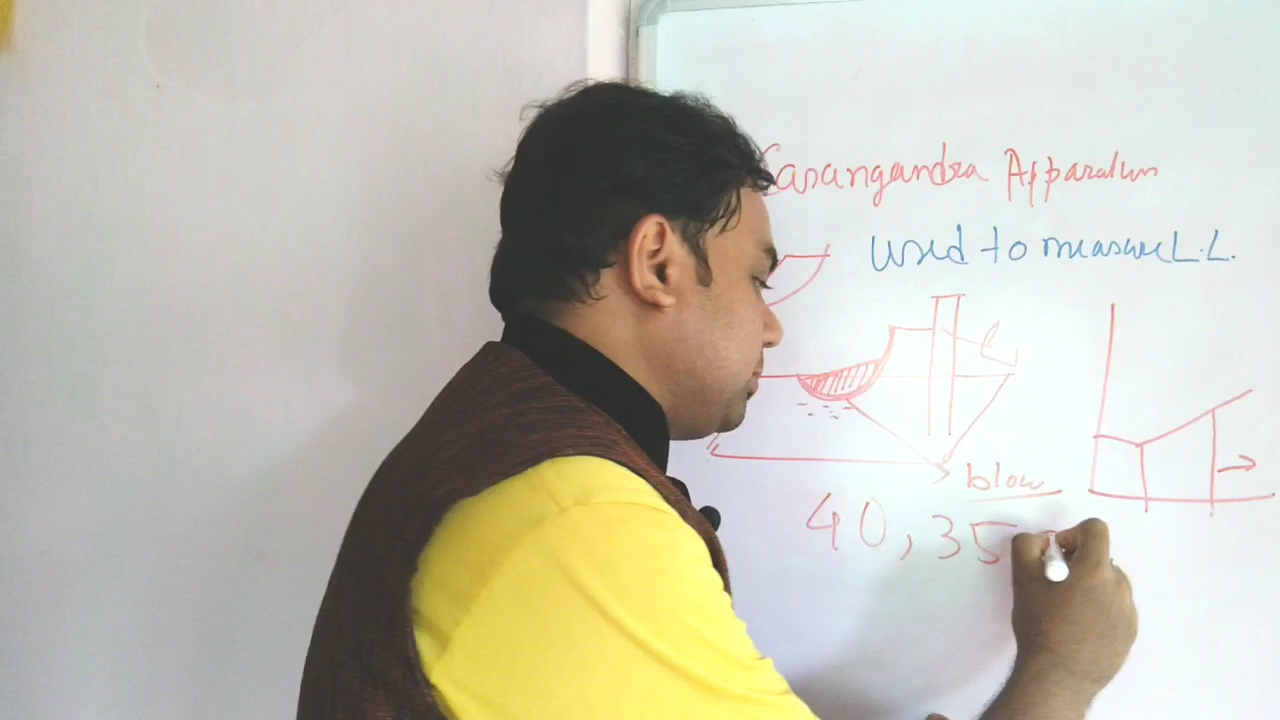 Casangandra Apparatus
used to measure L.L.
blow
40, 35